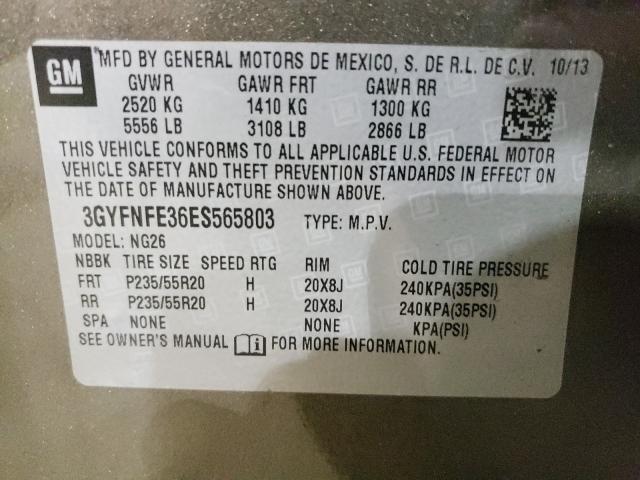 GM
MFD BY GENERAL MOTORS DE MEXICO, S. DE R.L. DE C.V. 10/13
GVWR GAWR FRT GAWR RR
2520 KG 1410 KG 1300 KG
5556 LB 3108 LB 2866 LB
THIS VEHICLE CONFORMS TO ALL APPLICABLE U.S. FEDERAL MOTOR
VEHICLE SAFETY AND THEFT PREVENTION STANDARDS IN EFFECT ON
THE DATE OF MANUFACTURE SHOWN ABOVE.
3GYFNFE36ES565803 TYPE: M.P.V.
MODEL: NG26
NBBK TIRE SIZE SPEED RTG RIM COLD TIRE PRESSURE
FRT P235/55R20 H 20X8J 240KPA(35PSI)
RR P235/55R20 H 20X8J 240KPA(35PSI)
SPA NONE NONE KPA(PSI)
SEE OWNER'S MANUAL FOR MORE INFORMATION.